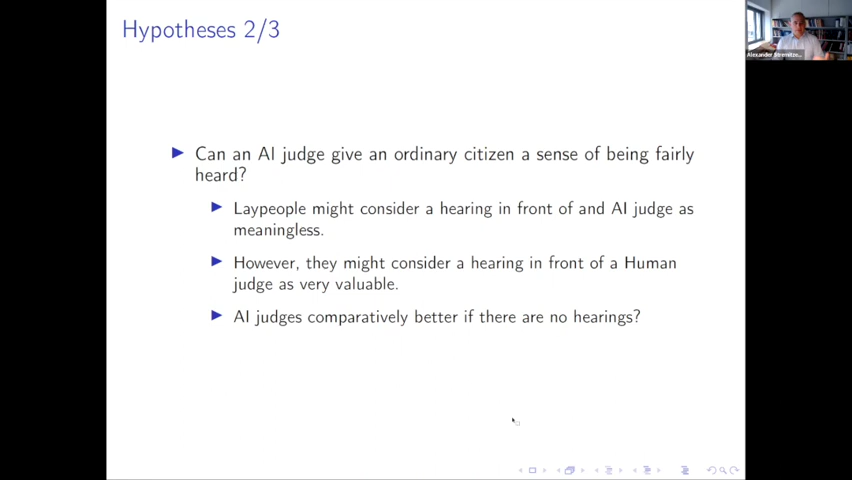 Hypotheses 2/3
Can an AI judge give an ordinary citizen a sense of being fairly
heard?
Laypeople might consider a hearing in front of and AI judge as
meaningless.
However, they might consider a hearing in front of a Human
judge as very valuable.
AI judges comparatively better if there are no hearings?
Alexander